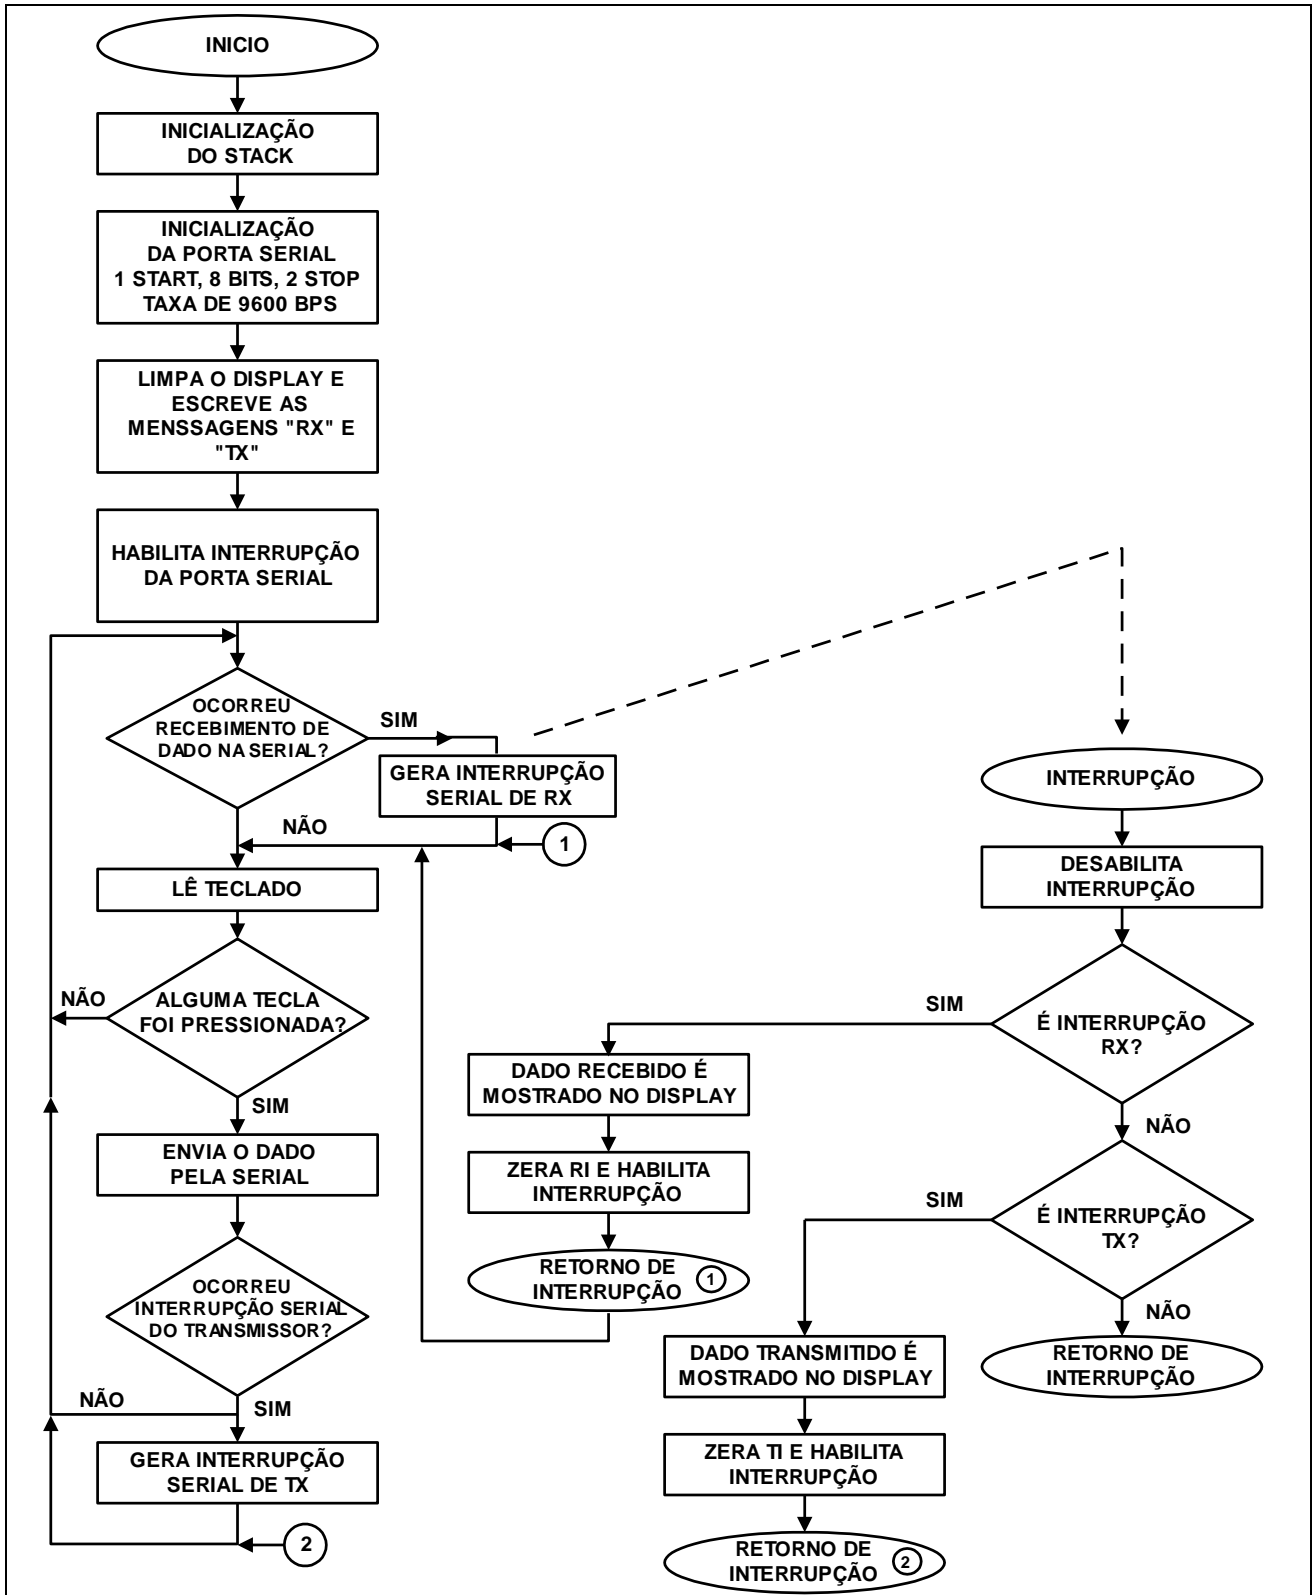 INICIO
INICIALIZAÇÃO
DO STACK
INICIALIZAÇÃO
DA PORTA SERIAL
1 START, 8 BITS, 2 STOP
TAXA DE 9600 BPS
LIMPA O DISPLAY E
ESCREVE AS
MENSSAGENS "RX" E
"TX"
HABILITA INTERRUPÇÃO
DA PORTA SERIAL
OCORREU
RECEBIMENTO DE
DADO NA SERIAL?
SIM
GERA INTERRUPÇÃO
SERIAL DE RX
NÃO
1
LÊ TECLADO
ALGUMA TECLA
FOI PRESSIONADA?
NÃO
SIM
ENVIA O DADO
PELA SERIAL
OCORREU
INTERRUPÇÃO SERIAL
DO TRANSMISSOR?
NÃO
SIM
GERA INTERRUPÇÃO
SERIAL DE TX
2
INTERRUPÇÃO
DESABILITA
INTERRUPÇÃO
É INTERRUPÇÃO
RX?
SIM
NÃO
DADO RECEBIDO É
MOSTRADO NO DISPLAY
ZERA RI E HABILITA
INTERRUPÇÃO
RETORNO DE
INTERRUPÇÃO
1
É INTERRUPÇÃO
TX?
SIM
NÃO
RETORNO DE
INTERRUPÇÃO
DADO TRANSMITIDO É
MOSTRADO NO DISPLAY
ZERA TI E HABILITA
INTERRUPÇÃO
RETORNO DE
INTERRUPÇÃO
2